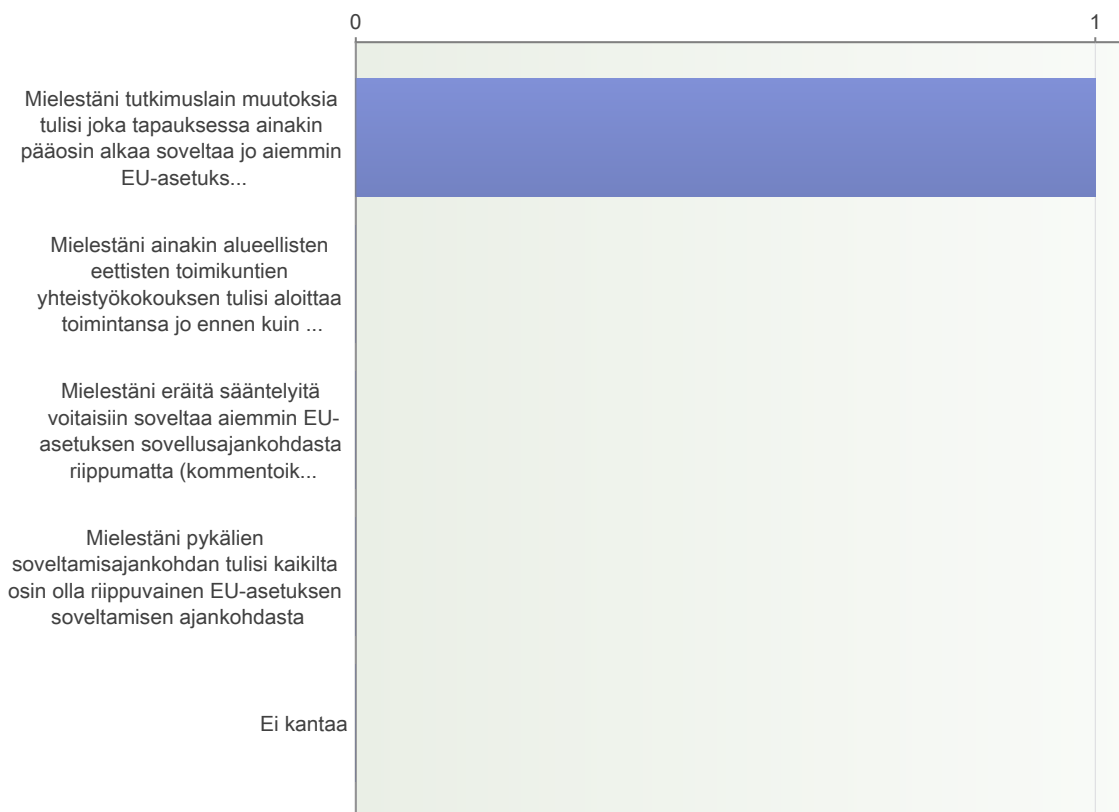 0
1
Mielestäni tutkimuslain muutoksia
tulisi joka tapauksessa ainakin
pääosin alkaa soveltaa jo aiemmin
EU-asetuks...
Mielestäni ainakin alueellisten
eettisten toimikuntien
yhteistyökokouksen tulisi aloittaa
toimintansa jo ennen kuin ...
Mielestäni eräitä sääntelyitä
voitaisiin soveltaa aiemmin EU-
asetuksen sovellusajankohdasta
riippumatta (kommentoik...
Mielestäni pykälien
soveltamisajankohdan tulisi kaikilta
osin olla riippuvainen EU-asetuksen
soveltamisen ajankohdasta
Ei kantaa